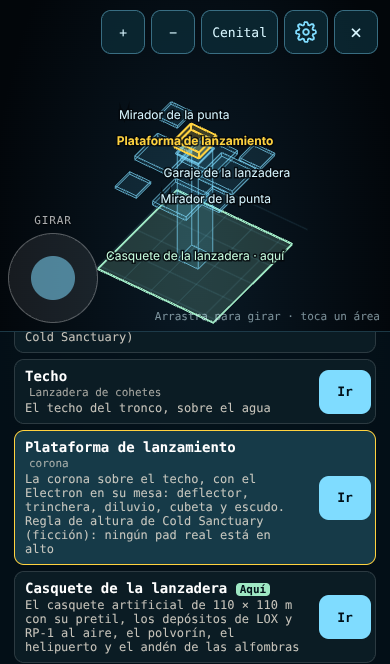 + − Cenital ✕
Mirador de la punta
Plataforma de lanzamiento
Garaje de la lanzadera
Mirador de la punta
GIRAR
Casquete de la lanzadera · aquí
Arrastra para girar · toca un área
Cold Sanctuary)
Techo
Lanzadera de cohetes
El techo del tronco, sobre el agua
Ir
Plataforma de lanzamiento
corona
La corona sobre el techo, con el
Electron en su mesa: deflector,
trinchera, diluvio, cubeta y escudo.
Regla de altura de Cold Sanctuary
(ficción): ningún pad real está en
alto
Ir
Casquete de la lanzadera Aquí
El casquete artificial de 110 × 110 m
con su pretil, los depósitos de LOX y
RP-1 al aire, el polvorín, el
helipuerto y el andén de las alfombras
Ir